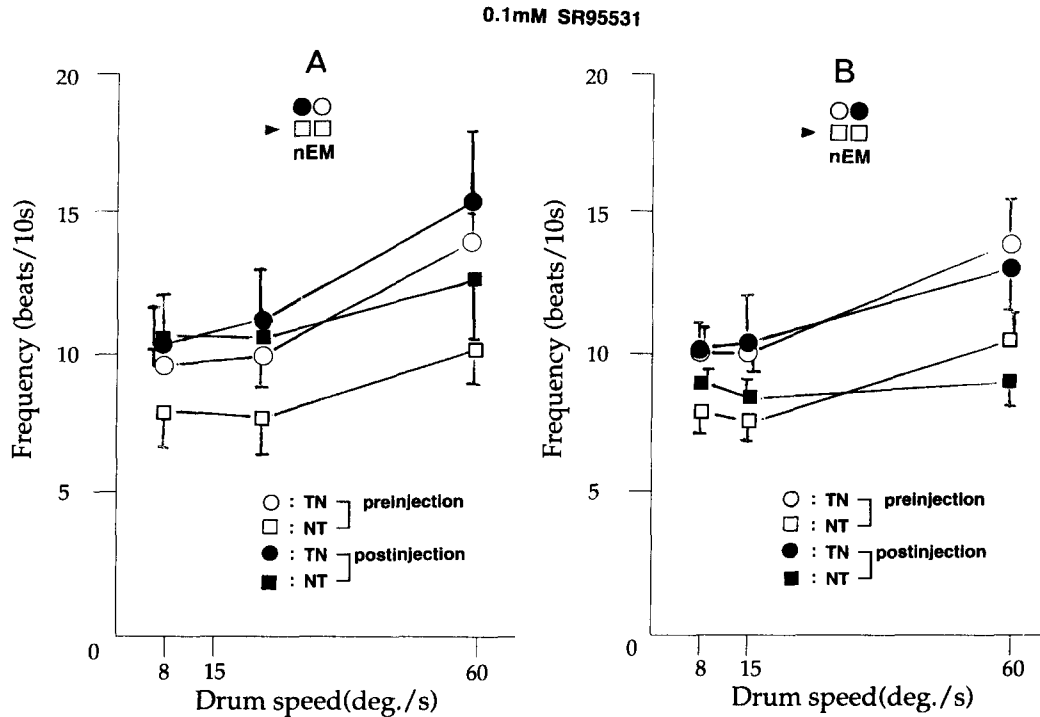 0.1mM SR95531
A
nEM
Frequency (beats/10s)
20
15
10
5
0
: TN
: NT
preinjection
: TN
: NT
postinjection
8
15
60
Drum speed(deg./s)
B
nEM
Frequency (beats/10s)
20
15
10
5
0
: TN
: NT
preinjection
: TN
: NT
postinjection
8
15
60
Drum speed(deg./s)